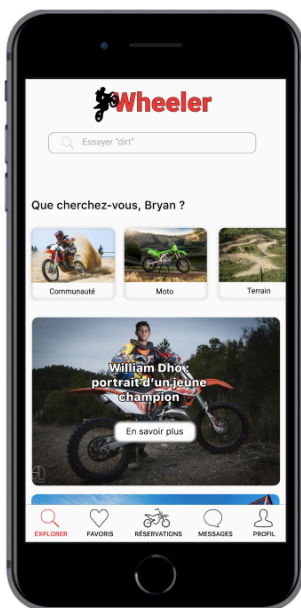 Wheeler
Essayer "dirt"
Que cherchez-vous, Bryan ?
Communauté
Moto
Terrain
William Dho :
portrait d'un jeune
champion
En savoir plus
EXPLORER
FAVORIS
RÉSERVATIONS
MESSAGES
PROFIL